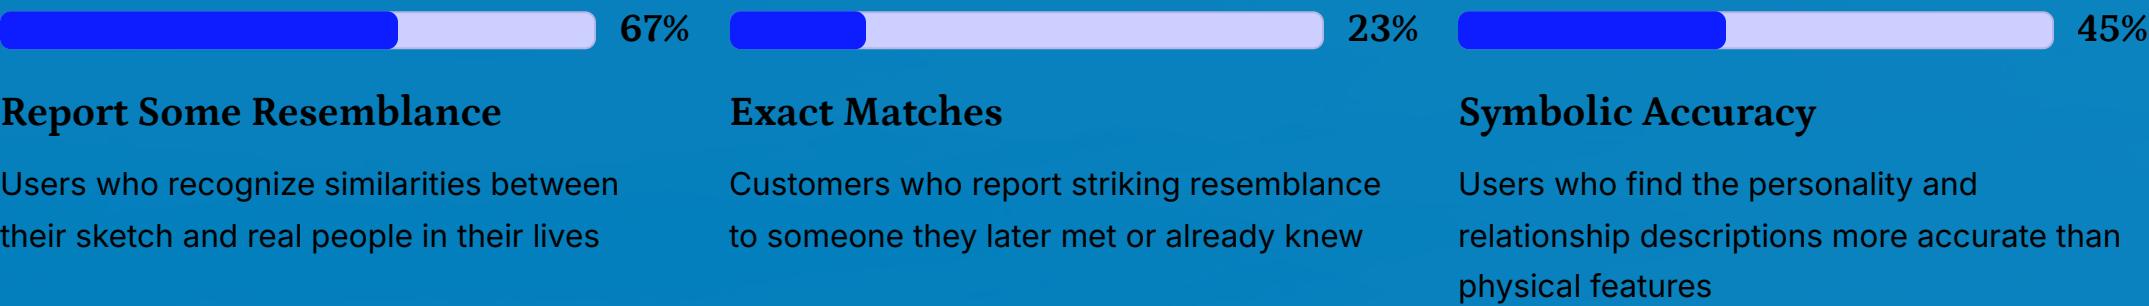 67%
Report Some Resemblance
Users who recognize similarities between
their sketch and real people in their lives
23%
Exact Matches
Customers who report striking resemblance
to someone they later met or already knew
45%
Symbolic Accuracy
Users who find the personality and
relationship descriptions more accurate than
physical features